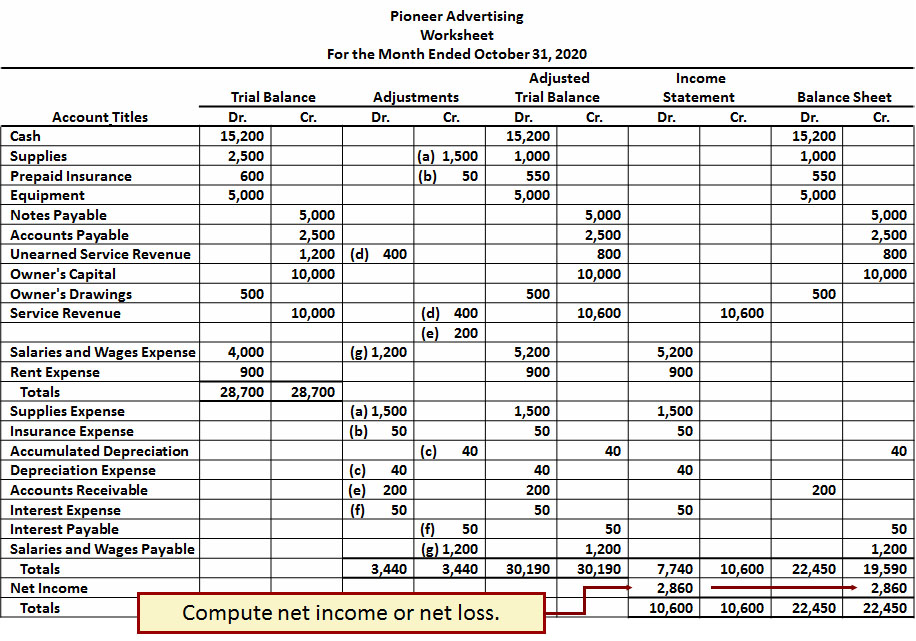 Pioneer Advertising
Worksheet
For the Month Ended October 31, 2020
Adjusted Income
Trial Balance Adjustments Trial Balance Statement Balance Sheet
Account Titles Dr. Cr. Dr. Cr. Dr. Cr. Dr. Cr. Dr. Cr.
Cash 15,200 15,200 15,200
Supplies 2,500 (a) 1,500 1,000 1,000
Prepaid Insurance 600 (b) 50 550 550
Equipment 5,000 5,000 5,000
Notes Payable 5,000 5,000 5,000
Accounts Payable 2,500 2,500 2,500
Unearned Service Revenue 1,200 (d) 400 800 800
Owner's Capital 10,000 10,000 10,000
Owner's Drawings 500 500 500
Service Revenue 10,000 (d) 400 10,600 10,600
(e) 200
Salaries and Wages Expense 4,000 (g) 1,200 5,200 5,200
Rent Expense 900 900 900
Totals 28,700 28,700
Supplies Expense (a) 1,500 1,500 1,500
Insurance Expense (b) 50 50 50
Accumulated Depreciation (c) 40 40 40
Depreciation Expense (c) 40 40 40
Accounts Receivable (e) 200 200 200
Interest Expense (f) 50 50 50
Interest Payable (f) 50 50 50
Salaries and Wages Payable (g) 1,200 1,200 1,200
Totals 3,440 3,440 30,190 30,190 7,740 10,600 22,450 19,590
Net Income 2,860 2,860
Totals 10,600 10,600 22,450 22,450
Compute net income or net loss.